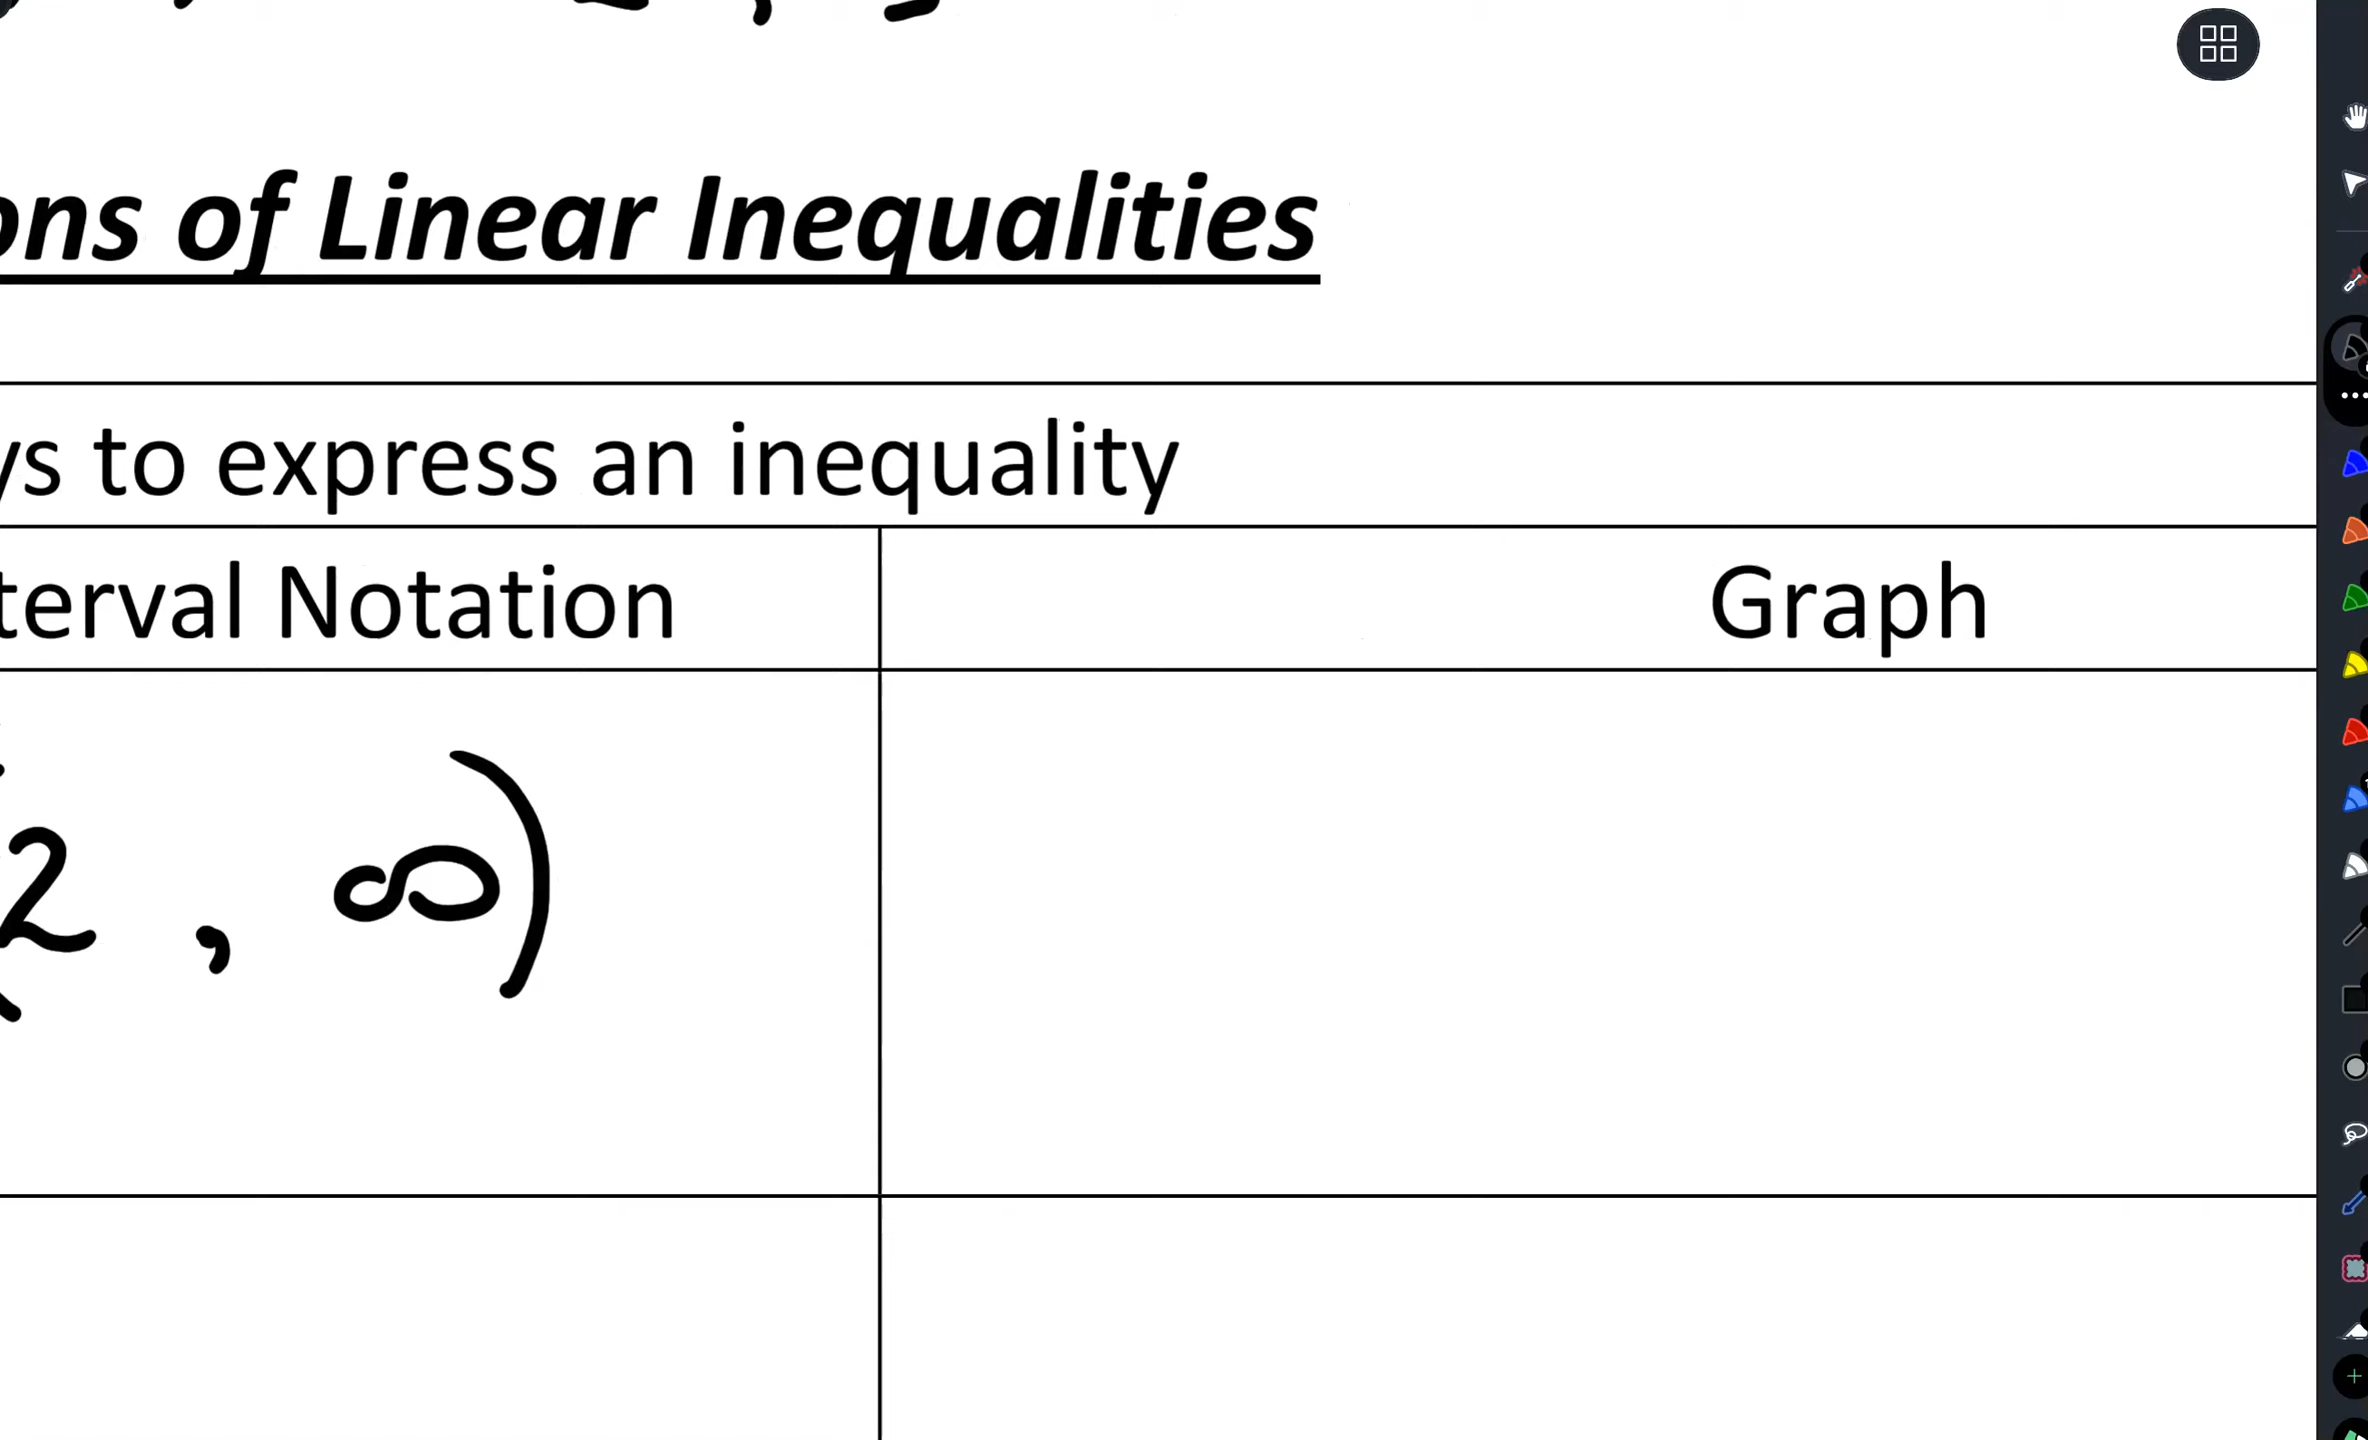 ons of Linear Inequalities
ys to express an inequality
terval Notation
Graph
(2 , ∞)